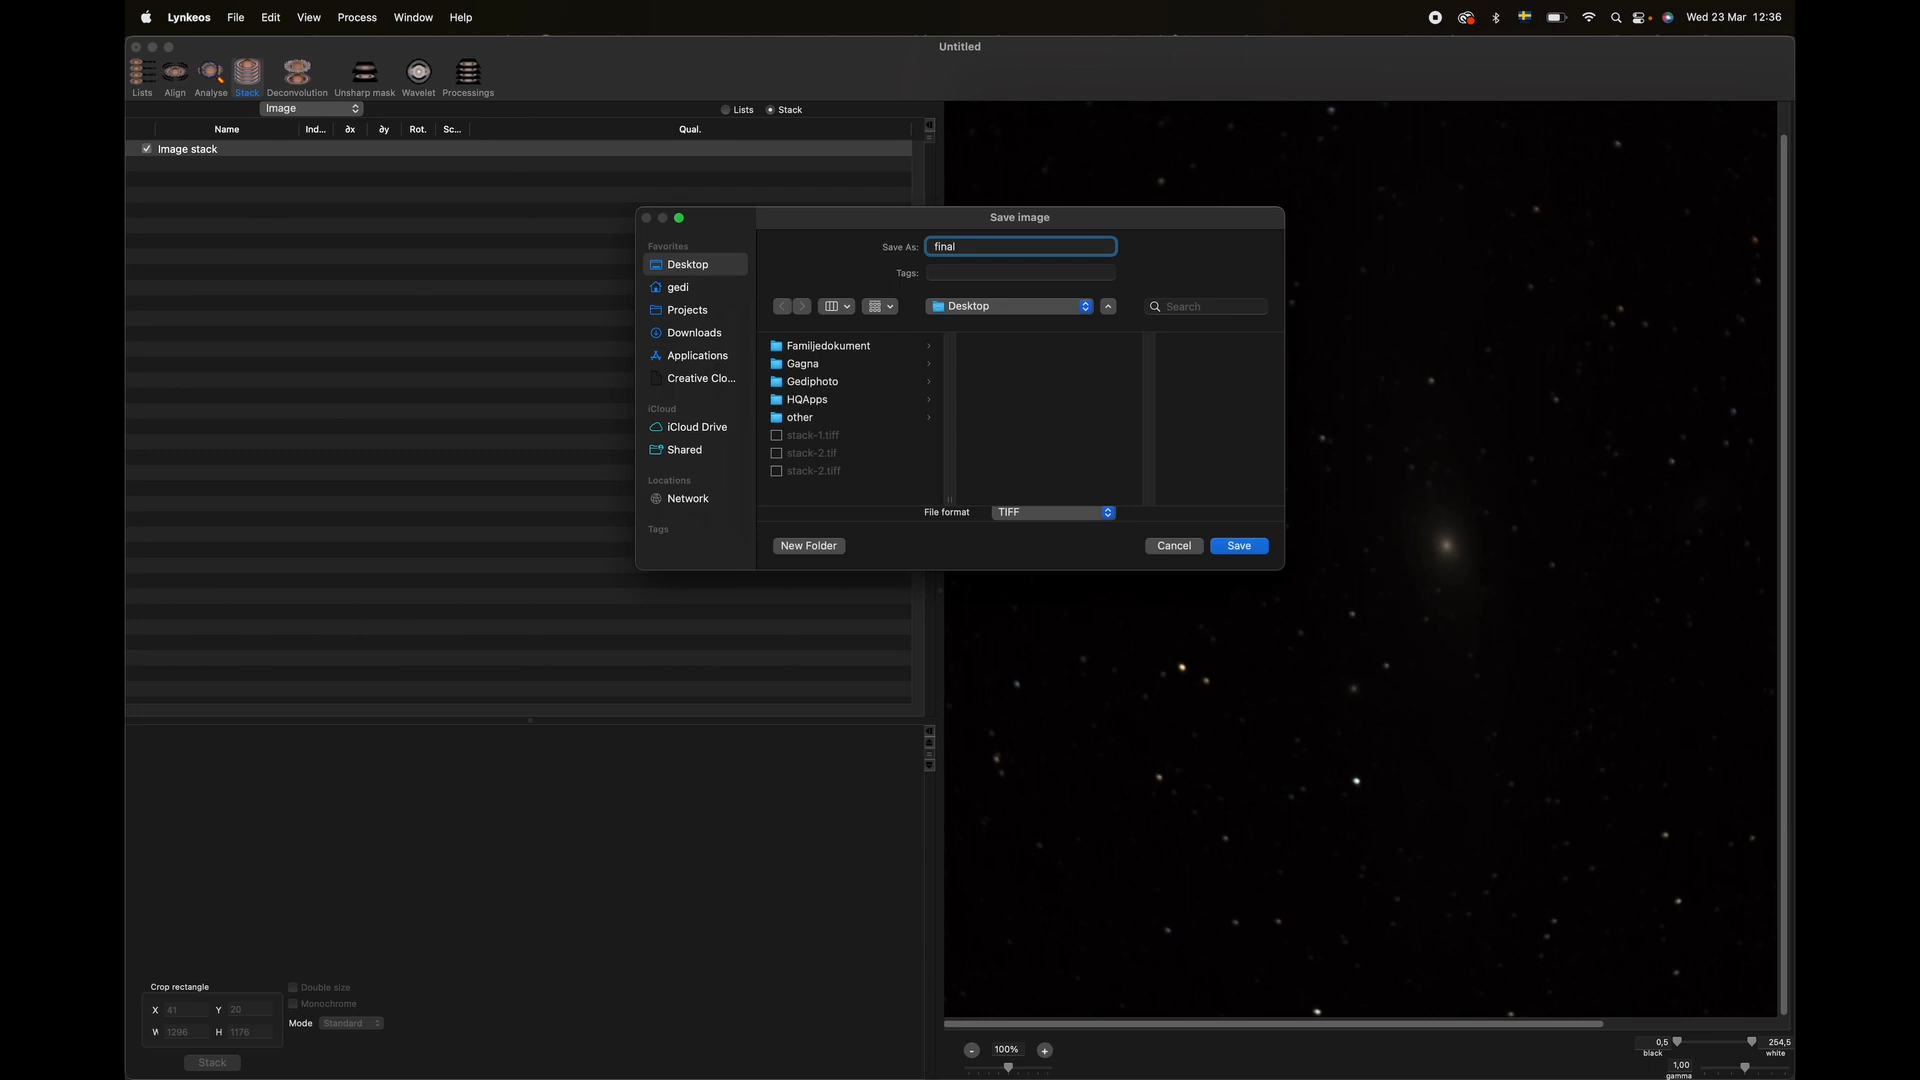 Lynkeos File Edit View Process Window Help Wed 23 Mar 12:36
Untitled
Lists Align Analyse Stack Deconvolution Unsharp mask Wavelet Processings
Image Lists Stack
Name Ind... ∂x ∂y Rot. Sc... Qual.
Image stack
Save image
Save As: final
Tags:
Desktop Search
Favorites
Desktop
gedi
Projects
Downloads
Applications
Creative Clo...
iCloud
iCloud Drive
Shared
Locations
Network
Tags
Familjedokument
Gagna
Gediphoto
HQApps
other
stack-1.tiff
stack-2.tif
stack-2.tiff
File format TIFF
New Folder Cancel Save
Crop rectangle
X 41 Y 20
W 1296 H 1176
Double size
Monochrome
Mode Standard
Stack
- 100% +
0,5 254,5
black white
1,00
gamma